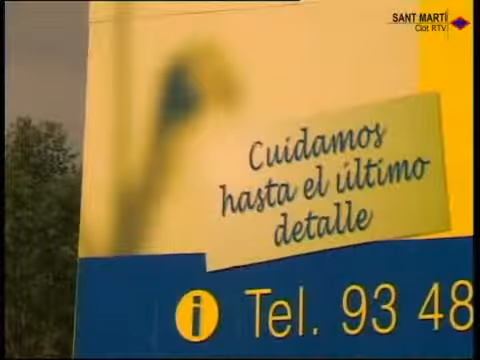 SANT MARTÍ
Clot RTV
Cuidamos
hasta el último
detalle
i Tel. 93 48